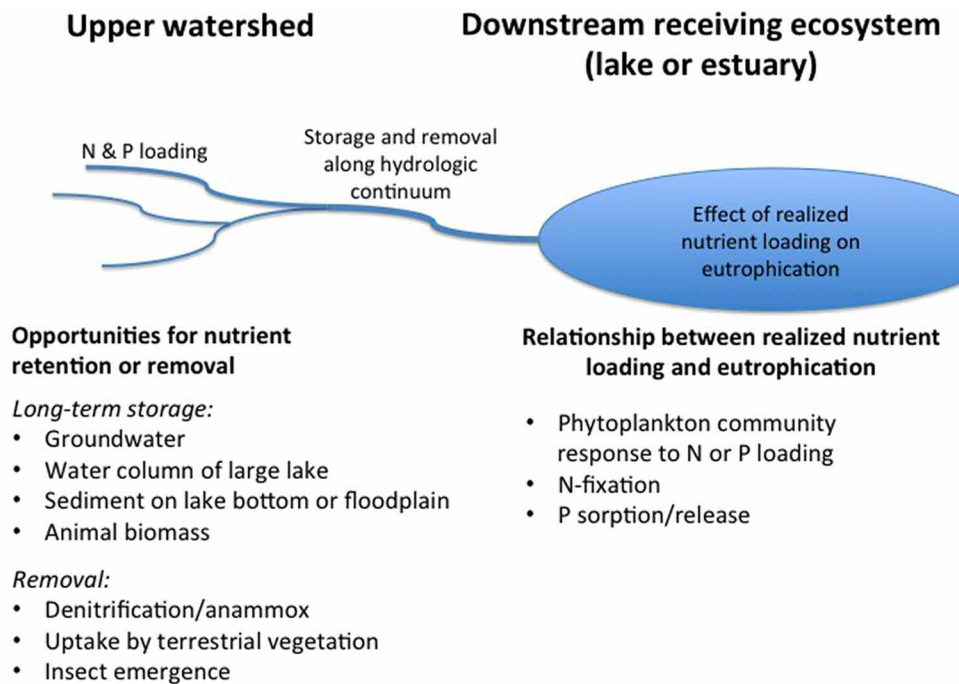 Upper watershed
Downstream receiving ecosystem
(lake or estuary)
N & P loading
Storage and removal
along hydrologic
continuum
Effect of realized
nutrient loading on
eutrophication
Opportunities for nutrient
retention or removal
Long-term storage:
• Groundwater
• Water column of large lake
• Sediment on lake bottom or floodplain
• Animal biomass
Removal:
• Denitrification/anammox
• Uptake by terrestrial vegetation
• Insect emergence
Relationship between realized nutrient
loading and eutrophication
• Phytoplankton community
response to N or P loading
• N-fixation
• P sorption/release